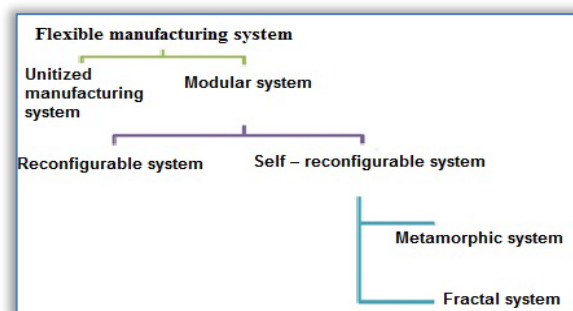 Flexible manufacturing system
Unitized
manufacturing
system
Modular system
Reconfigurable system
Self – reconfigurable system
Metamorphic system
Fractal system